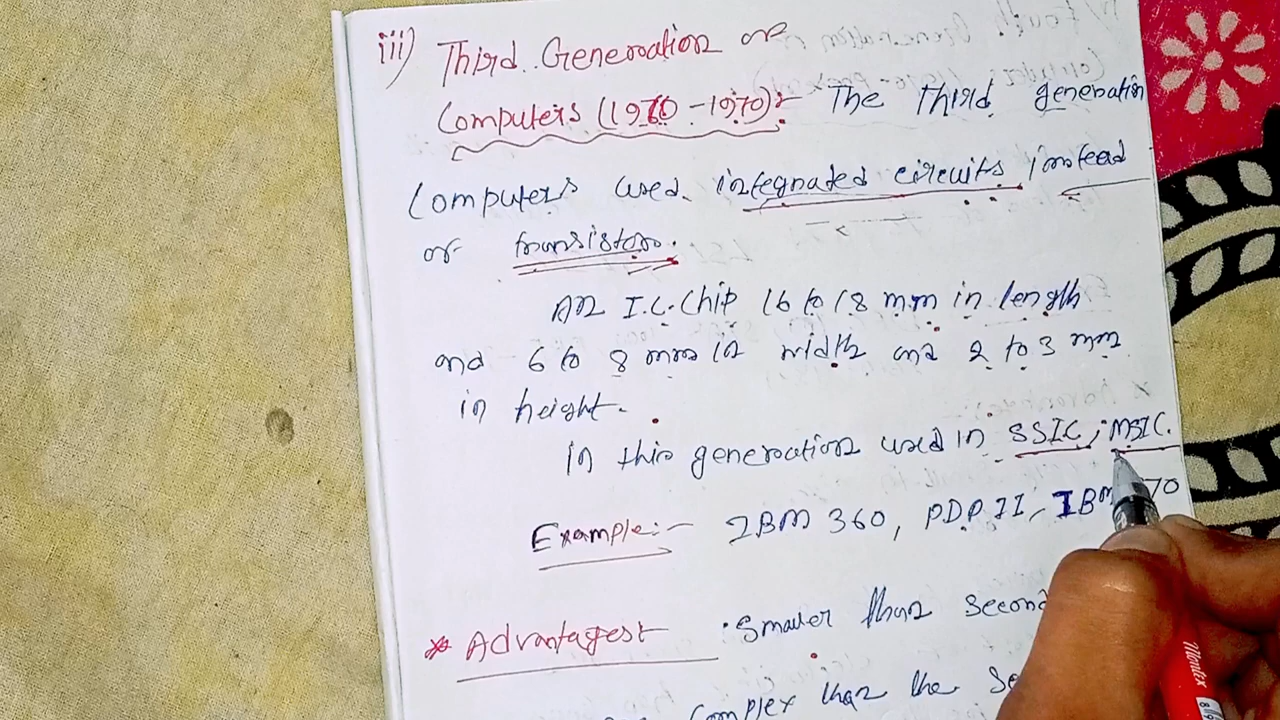 iii) Third Generation of
Computers (1960 - 1970):- The Third generation
Computers used integrated circuits instead
of transistor.
An I.C. Chip 16 to 18 mm in length
and 6 to 8 mm in width and 2 to 3 mm
in height.
In this generation used in SSIC, MSIC.
Example:- IBM 360, PDP II, IBM 70
* Advantages:- Smaller than second
Complex than the Se
Montex